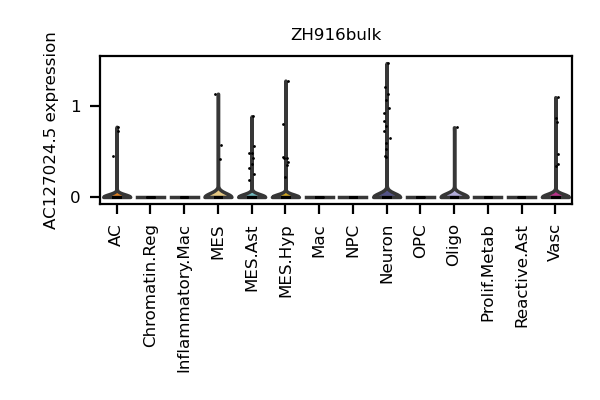 ZH916bulk
AC127024.5 expression
1
0
AC
Chromatin.Reg
Inflammatory.Mac
MES
MES.Ast
MES.Hyp
Mac
NPC
Neuron
OPC
Oligo
Prolif.Metab
Reactive.Ast
Vasc